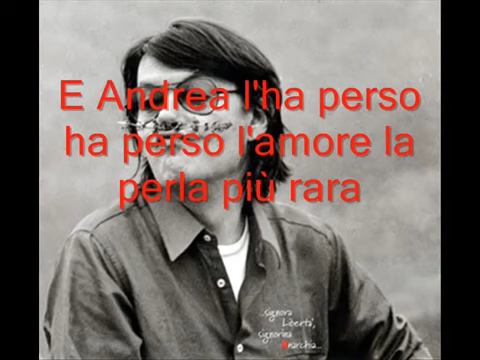 E Andrea l'ha perso
ha perso l'amore la
perla più rara
...signora
Libertà,
signorina
Anarchia...